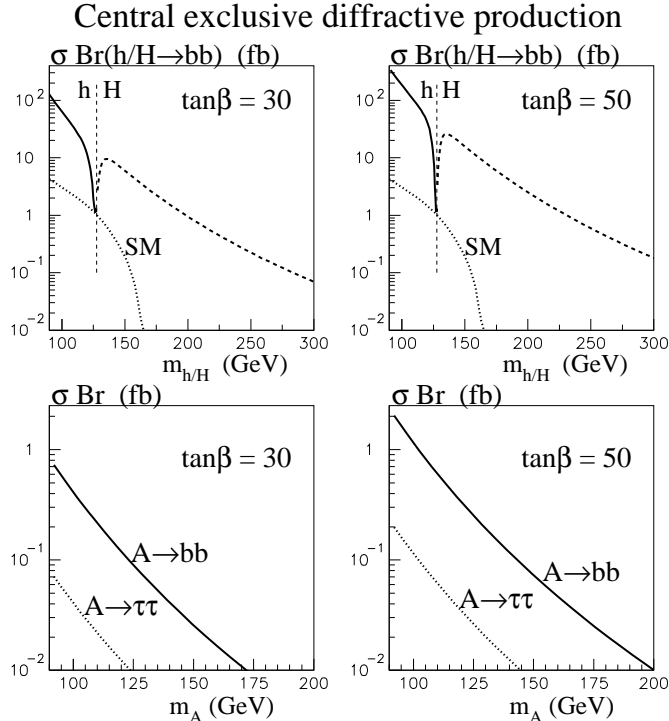 Central exclusive diffractive production
σ Br(h/H→bb) (fb)
h H
tanβ = 30
SM
10^2
10
1
10^-1
10^-2
100 150 200 250 300
m_h/H (GeV)
σ Br(h/H→bb) (fb)
h H
tanβ = 50
SM
10^2
10
1
10^-1
10^-2
100 150 200 250 300
m_h/H (GeV)
σ Br (fb)
tanβ = 30
A→bb
A→ττ
1
10^-1
10^-2
100 125 150 175 200
m_A (GeV)
σ Br (fb)
tanβ = 50
A→bb
A→ττ
1
10^-1
10^-2
100 125 150 175 200
m_A (GeV)